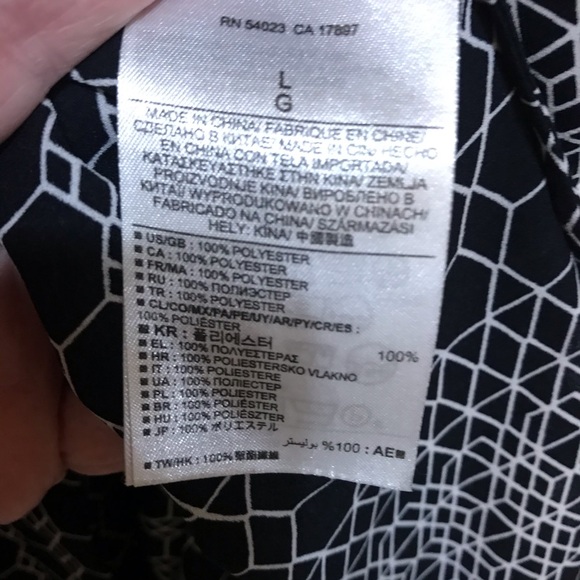 RN 54023 CA 17897
L
G
MADE IN CHINA/ FABRIQUÉ EN CHINE/
СДЕЛАНО В КИТАЕ/ MADE IN CINA/ HECHO
EN CHINA CON TELA IMPORTADA/
ΚΑΤΑΣΚΕΥΑΣΤΗΚΕ ΣΤΗΝ ΚΙΝΑ/ ZEMLJA
PROIZVODNJE KINA/ ВИРОБЛЕНО В
КИТАЇ/ WYPRODUKOWANO W CHINACH/
FABRICADO NA CHINA/ SZÁRMAZÁSI
HELY: KÍNA/ 中國製造
US/GB : 100% POLYESTER
CA : 100% POLYESTER
FR/MA : 100% POLYESTER
RU : 100% ПОЛИЭСТЕР
TR : 100% POLYESTER
CL/CO/MX/PA/PE/UY/AR/PY/CR/ES :
100% POLIÉSTER
KR : 폴리에스터 100%
EL : 100% ΠΟΛΥΕΣΤΕΡΑΣ
HR : 100% POLIESTERSKO VLAKNO
IT : 100% POLIESTERE
UA : 100% ПОЛІЕСТЕР
PL : 100% POLIESTER
BR : 100% POLIÉSTER
HU : 100% POLIÉSZTER
JP : 100% ポリエステル
AE : 100% بوليستر
TW/HK : 100% 聚酯纖維